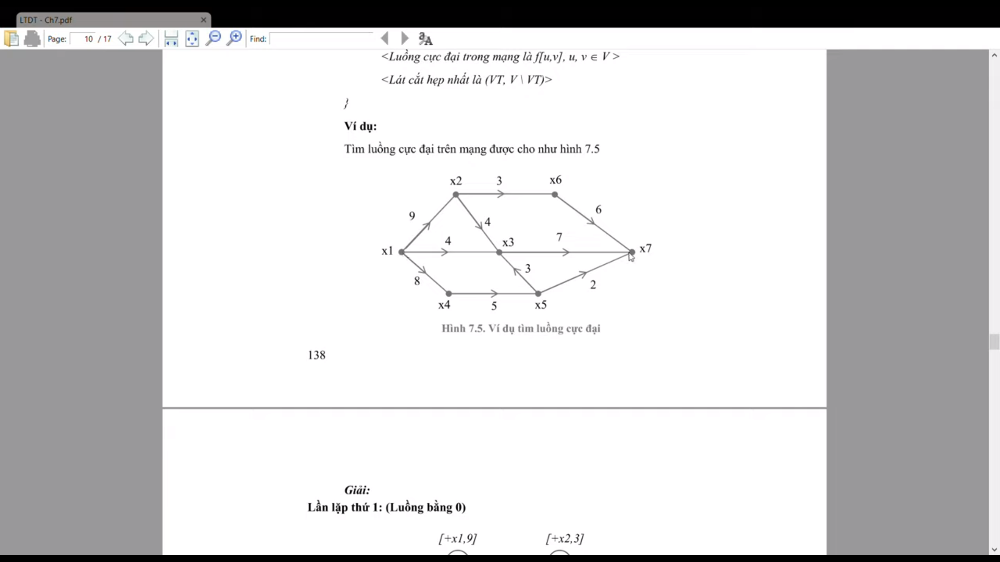 LTDT - Ch7.pdf
Page: 10 / 17 Find:
<Luồng cực đại trong mạng là f[u,v], u, v ∈ V >
<Lát cắt hẹp nhất là (VT, V \ VT)>
}
Ví dụ:
Tìm luồng cực đại trên mạng được cho như hình 7.5
x2 3 x6
9 6
4
x1 4 x3 7 x7
3
8 2
x4 5 x5
Hình 7.5. Ví dụ tìm luồng cực đại
138
Giải:
Lần lặp thứ 1: (Luồng bằng 0)
[+x1,9] [+x2,3]